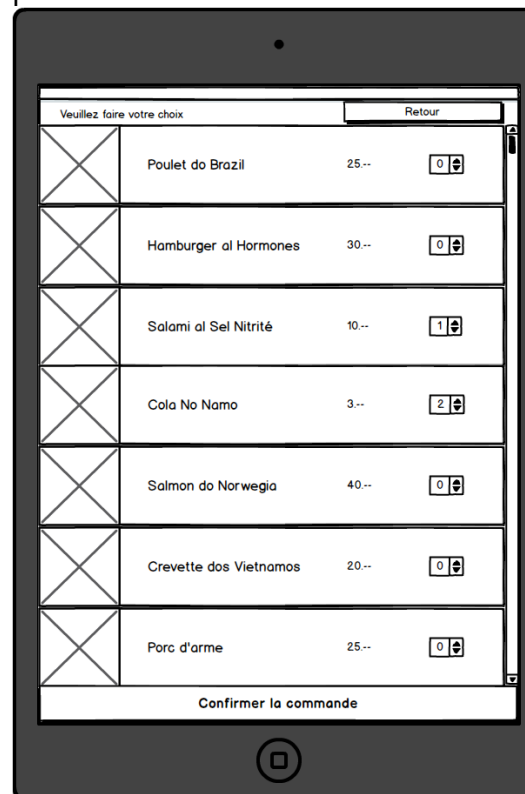 Veuillez faire votre choix Retour
Poulet do Brazil 25.-- 0
Hamburger al Hormones 30.-- 0
Salami al Sel Nitrité 10.-- 1
Cola No Namo 3.-- 2
Salmon do Norwegia 40.-- 0
Crevette dos Vietnamos 20.-- 0
Porc d'arme 25.-- 0
Confirmer la commande